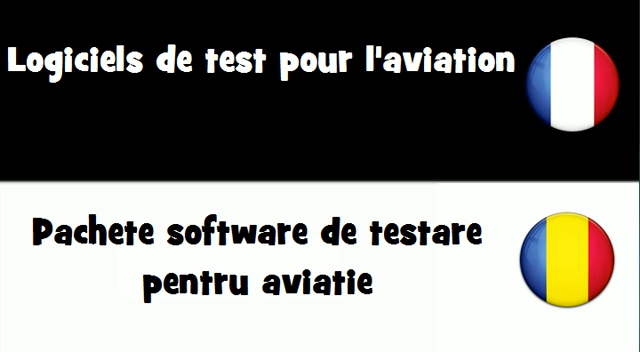 Logiciels de test pour l'aviation
Pachete software de testare
pentru aviatie